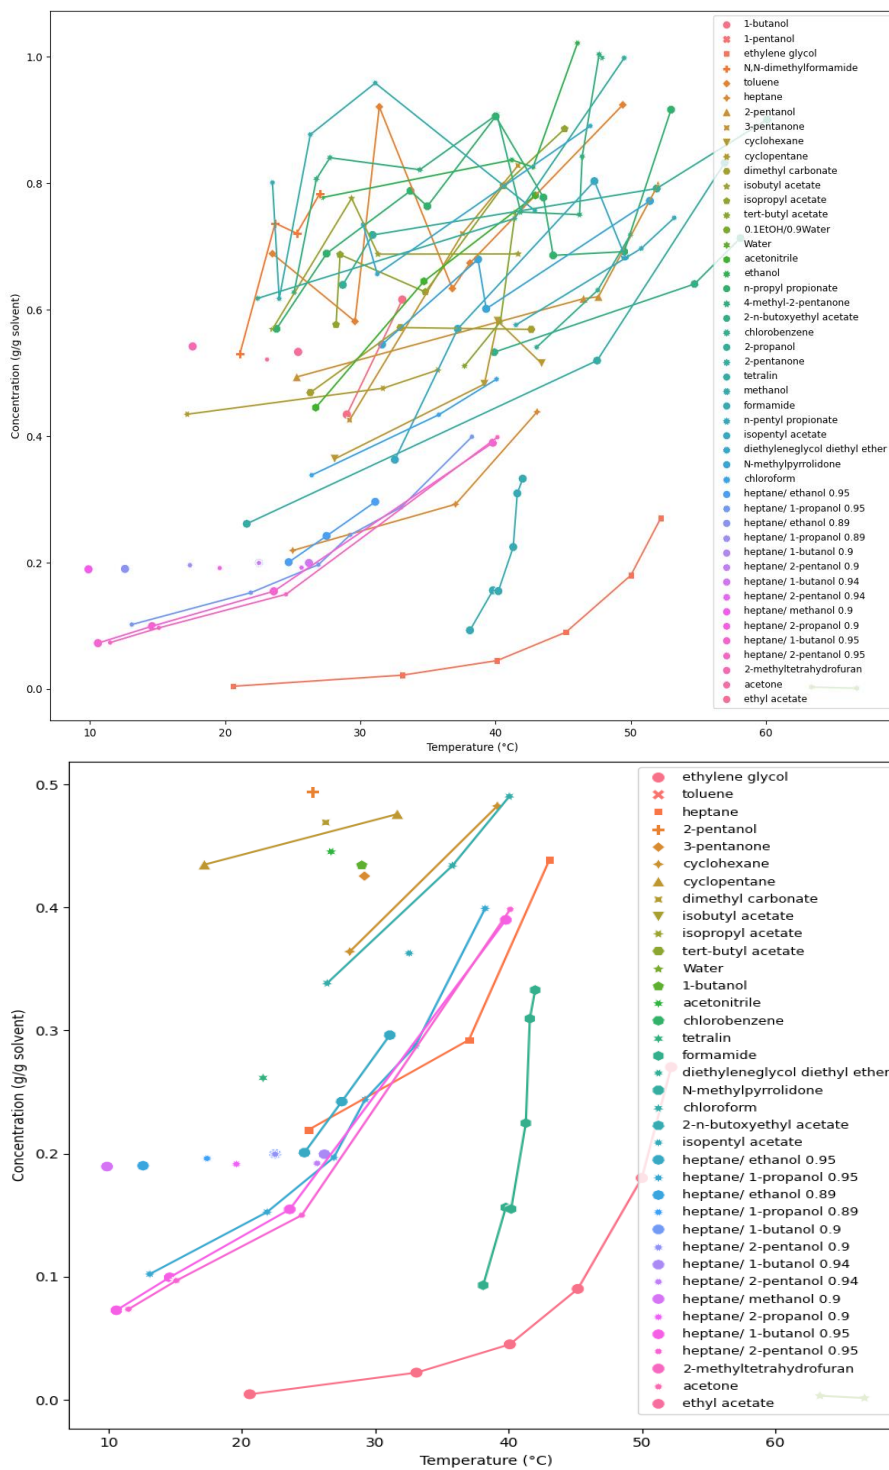 1.0
0.8
0.6
0.4
0.2
0.0
Concentration (g/g solvent)
10 20 30 40 50 60
Temperature (°C)
1-butanol
1-pentanol
ethylene glycol
N,N-dimethylformamide
toluene
heptane
2-pentanol
3-pentanone
cyclohexane
cyclopentane
dimethyl carbonate
isobutyl acetate
isopropyl acetate
tert-butyl acetate
0.1EtOH/0.9Water
Water
acetonitrile
ethanol
n-propyl propionate
4-methyl-2-pentanone
2-n-butoxyethyl acetate
chlorobenzene
2-propanol
2-pentanone
tetralin
methanol
formamide
n-pentyl propionate
isopentyl acetate
diethyleneglycol diethyl ether
N-methylpyrrolidone
chloroform
heptane/ ethanol 0.95
heptane/ 1-propanol 0.95
heptane/ ethanol 0.89
heptane/ 1-propanol 0.89
heptane/ 1-butanol 0.9
heptane/ 2-pentanol 0.9
heptane/ 1-butanol 0.94
heptane/ 2-pentanol 0.94
heptane/ methanol 0.9
heptane/ 2-propanol 0.9
heptane/ 1-butanol 0.95
heptane/ 2-pentanol 0.95
2-methyltetrahydrofuran
acetone
ethyl acetate
0.5
0.4
0.3
0.2
0.1
0.0
Concentration (g/g solvent)
10 20 30 40 50 60
Temperature (°C)
ethylene glycol
toluene
heptane
2-pentanol
3-pentanone
cyclohexane
cyclopentane
dimethyl carbonate
isobutyl acetate
isopropyl acetate
tert-butyl acetate
Water
1-butanol
acetonitrile
chlorobenzene
tetralin
formamide
diethyleneglycol diethyl ether
N-methylpyrrolidone
chloroform
2-n-butoxyethyl acetate
isopentyl acetate
heptane/ ethanol 0.95
heptane/ 1-propanol 0.95
heptane/ ethanol 0.89
heptane/ 1-propanol 0.89
heptane/ 1-butanol 0.9
heptane/ 2-pentanol 0.9
heptane/ 1-butanol 0.94
heptane/ 2-pentanol 0.94
heptane/ methanol 0.9
heptane/ 2-propanol 0.9
heptane/ 1-butanol 0.95
heptane/ 2-pentanol 0.95
2-methyltetrahydrofuran
acetone
ethyl acetate